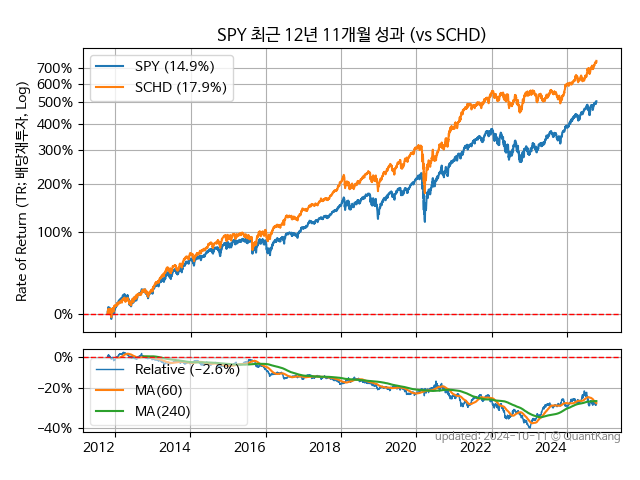 SPY 최근 12년 11개월 성과 (vs SCHD)
Rate of Return (TR; 배당재투자, Log)
SPY (14.9%)
SCHD (17.9%)
700%
600%
500%
400%
300%
200%
100%
0%
0%
-20%
-40%
Relative (-2.6%)
MA(60)
MA(240)
updated: 2024-10-11 © QuantKang
2012 2014 2016 2018 2020 2022 2024